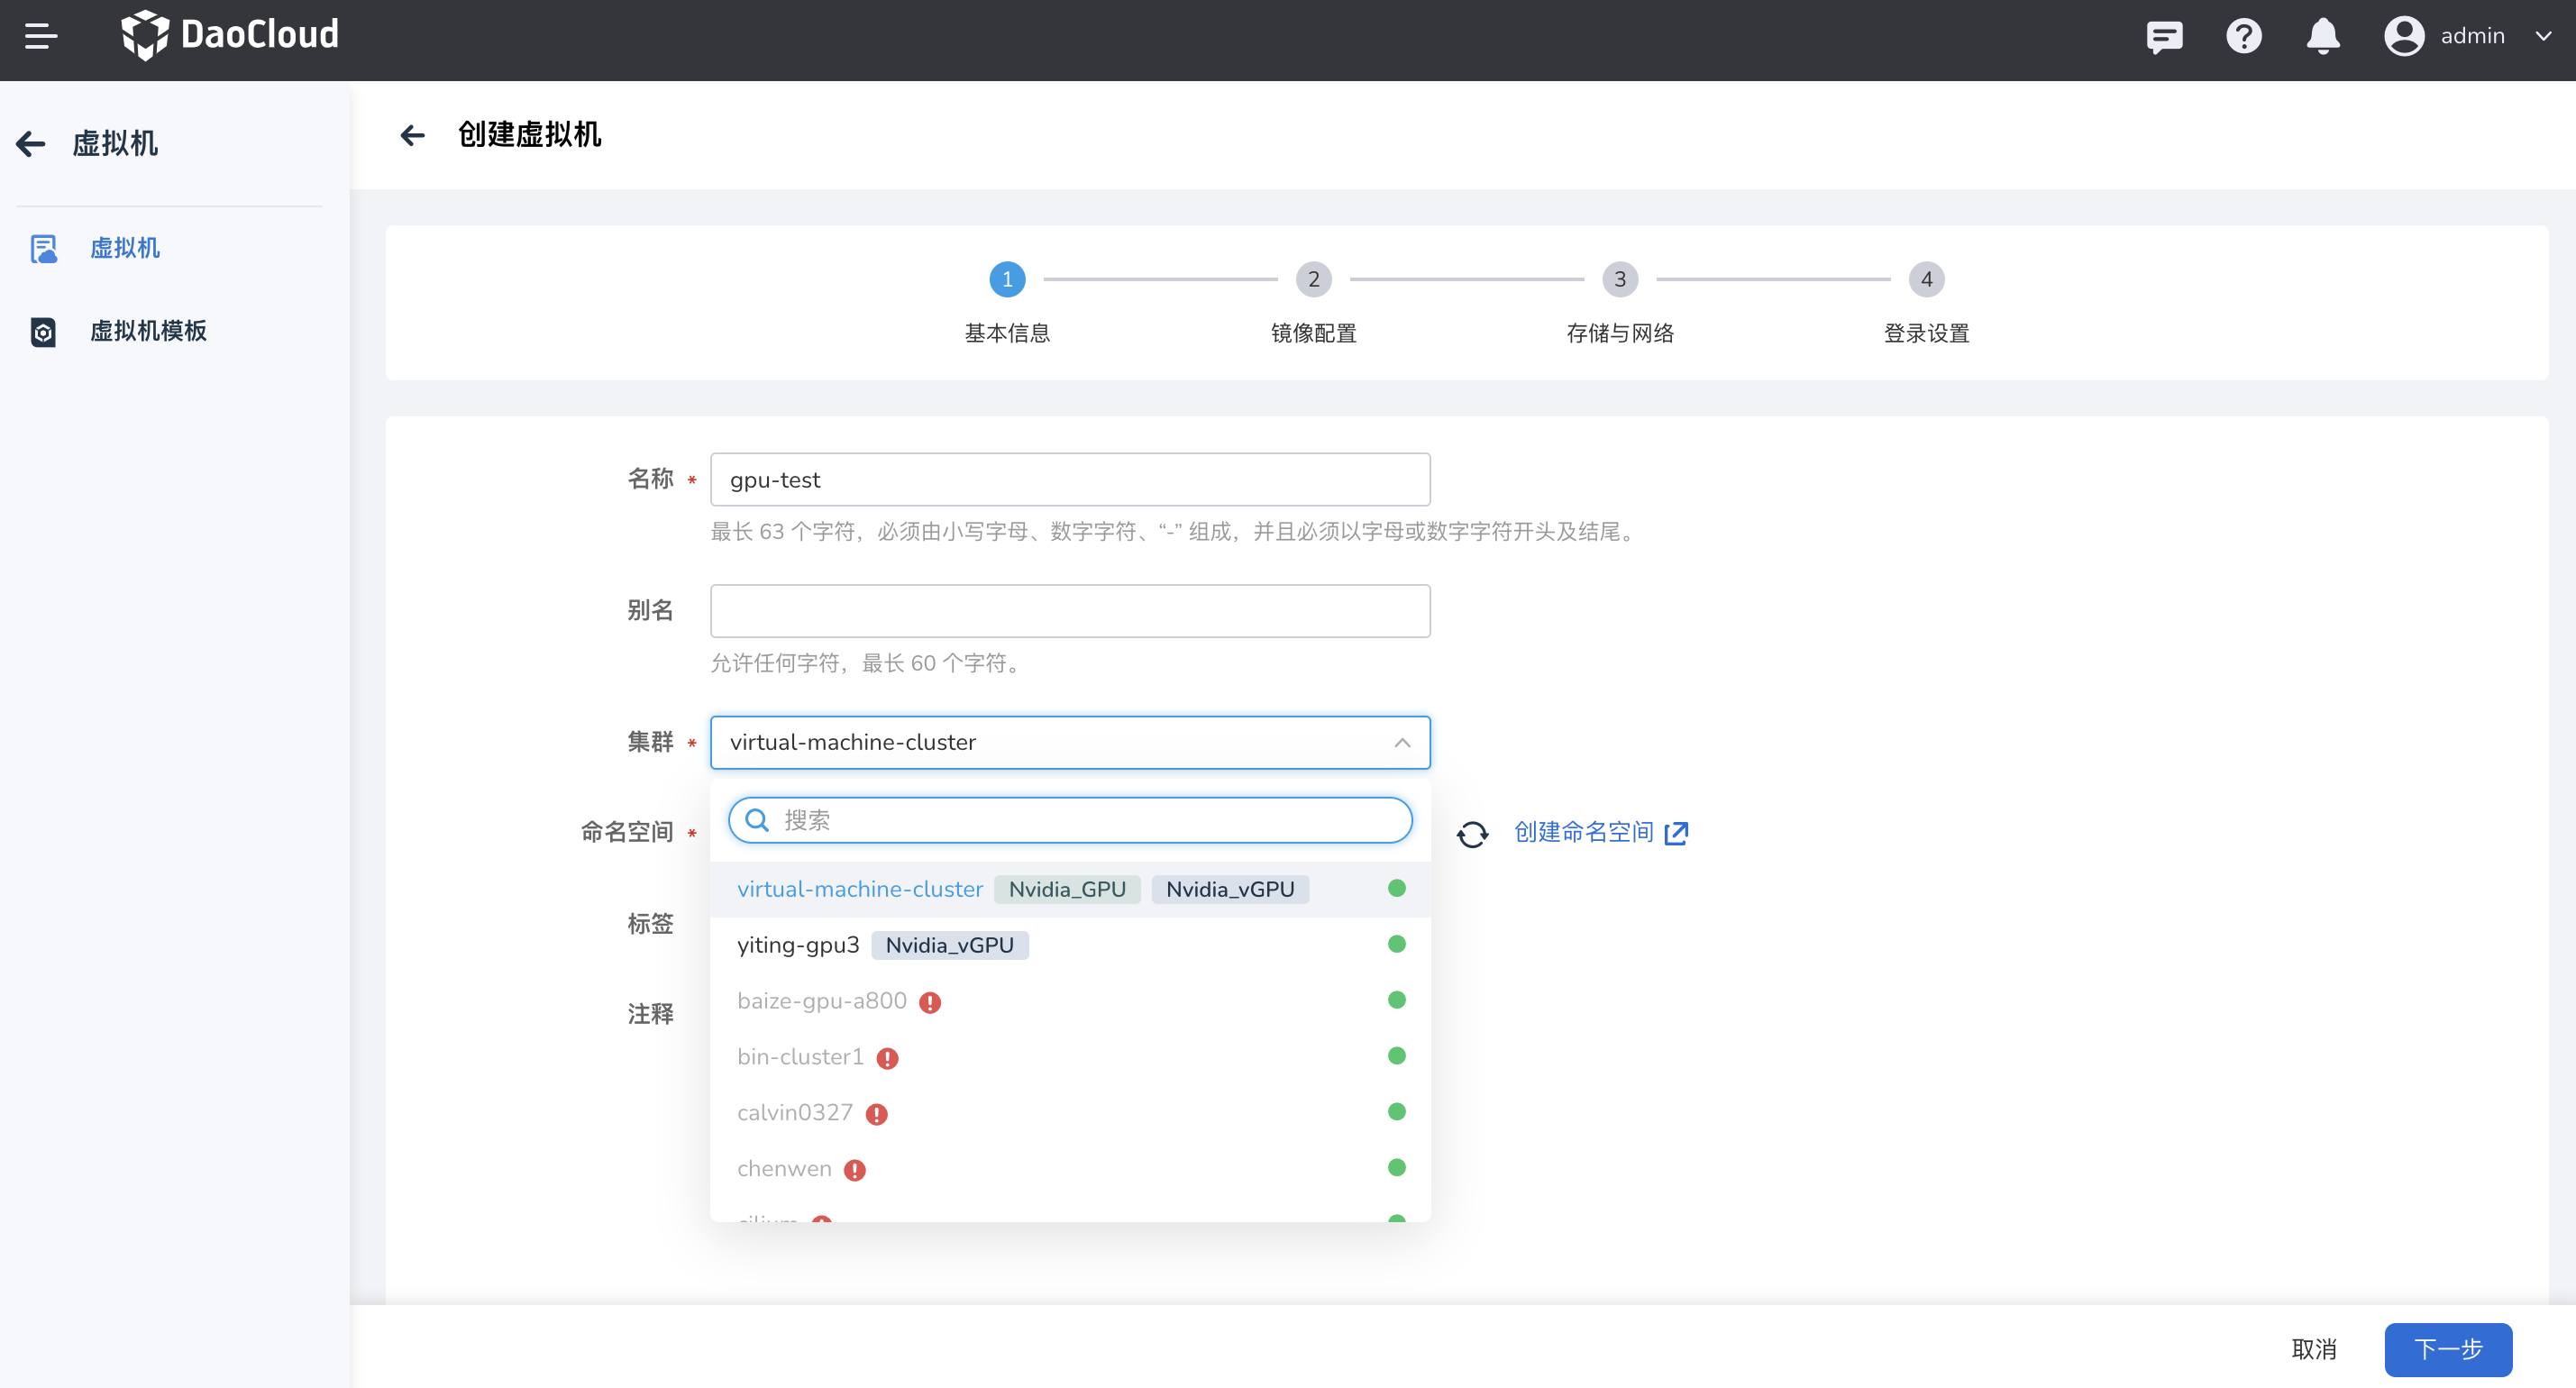 DaoCloud
admin
虚拟机
虚拟机
虚拟机模板
创建虚拟机
1
2
3
4
基本信息
镜像配置
存储与网络
登录设置
名称 *
gpu-test
最长 63 个字符，必须由小写字母、数字字符、“-” 组成，并且必须以字母或数字字符开头及结尾。
别名
允许任何字符，最长 60 个字符。
集群 *
virtual-machine-cluster
搜索
命名空间 *
创建命名空间
virtual-machine-cluster Nvidia_GPU Nvidia_vGPU
标签
yiting-gpu3 Nvidia_vGPU
baize-gpu-a800
注释
bin-cluster1
calvin0327
chenwen
取消
下一步